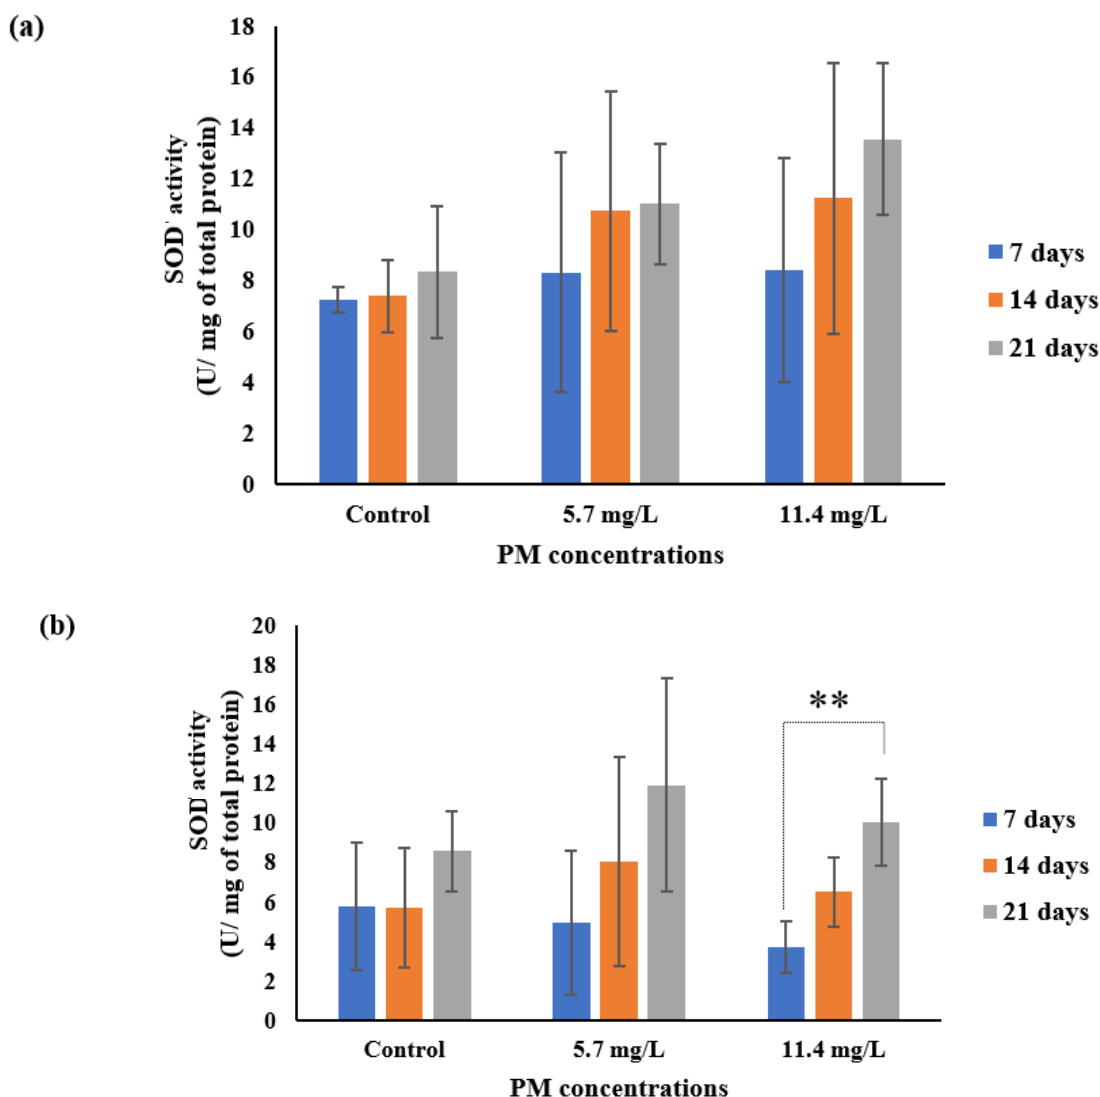 (a)
18
16
14
12
10
8
6
4
2
0
SOD activity
(U/ mg of total protein)
Control
5.7 mg/L
11.4 mg/L
PM concentrations
7 days
14 days
21 days
(b)
20
18
16
14
12
10
8
6
4
2
0
SOD activity
(U/ mg of total protein)
**
Control
5.7 mg/L
11.4 mg/L
PM concentrations
7 days
14 days
21 days